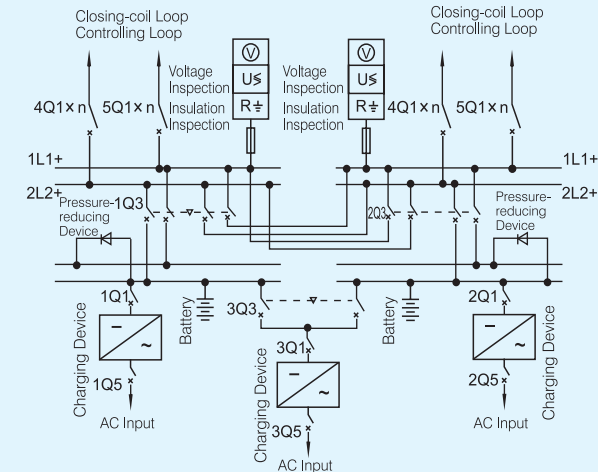 Closing-coil Loop
Controlling Loop
Closing-coil Loop
Controlling Loop
V
U≶
R⏚
Voltage
Inspection
Insulation
Inspection
V
U≶
R⏚
Voltage
Inspection
Insulation
Inspection
4Q1×n
5Q1×n
4Q1×n
5Q1×n
1L1+
1L1+
2L2+
2L2+
Pressure-
reducing
Device
1Q3
2Q3
Pressure-
reducing
Device
1Q1
Battery
3Q3
Battery
2Q1
Charging Device
1Q5
AC Input
3Q1
Charging Device
3Q5
AC Input
2Q5
Charging Device
AC Input